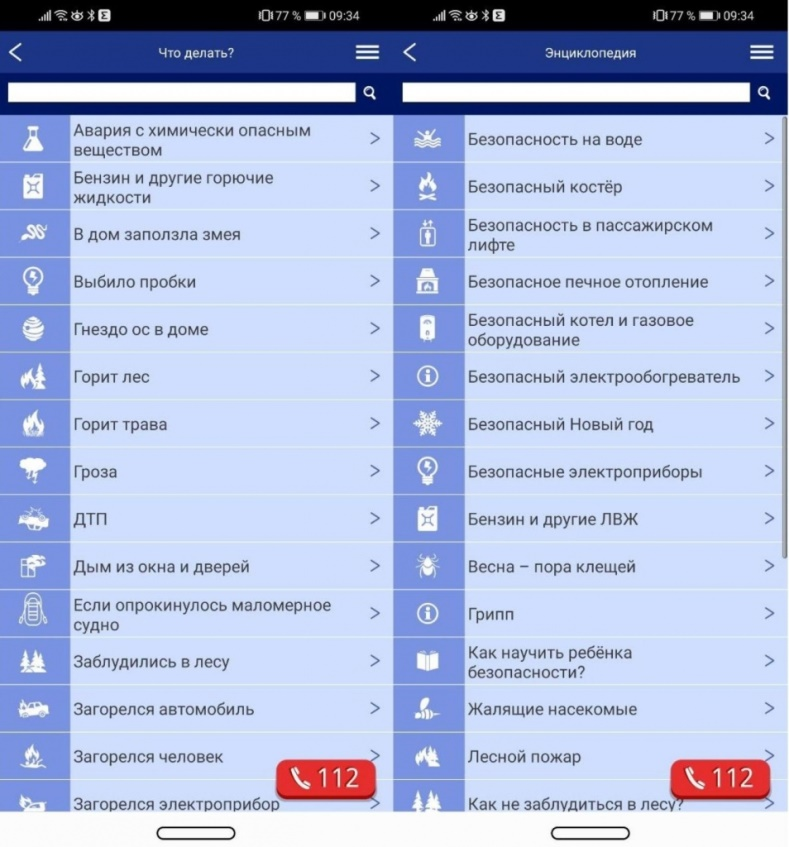 77 % 09:34
Что делать?
Авария с химически опасным
веществом
Бензин и другие горючие
жидкости
В дом заползла змея
Выбило пробки
Гнездо ос в доме
Горит лес
Горит трава
Гроза
ДТП
Дым из окна и дверей
Если опрокинулось маломерное
судно
Заблудились в лесу
Загорелся автомобиль
Загорелся человек
112
Загорелся электроприбор
77 % 09:34
Энциклопедия
Безопасность на воде
Безопасный костёр
Безопасность в пассажирском
лифте
Безопасное печное отопление
Безопасный котел и газовое
оборудование
Безопасный электрообогреватель
Безопасный Новый год
Безопасные электроприборы
Бензин и другие ЛВЖ
Весна – пора клещей
Грипп
Как научить ребёнка
безопасности?
Жалящие насекомые
Лесной пожар
112
Как не заблудиться в лесу?